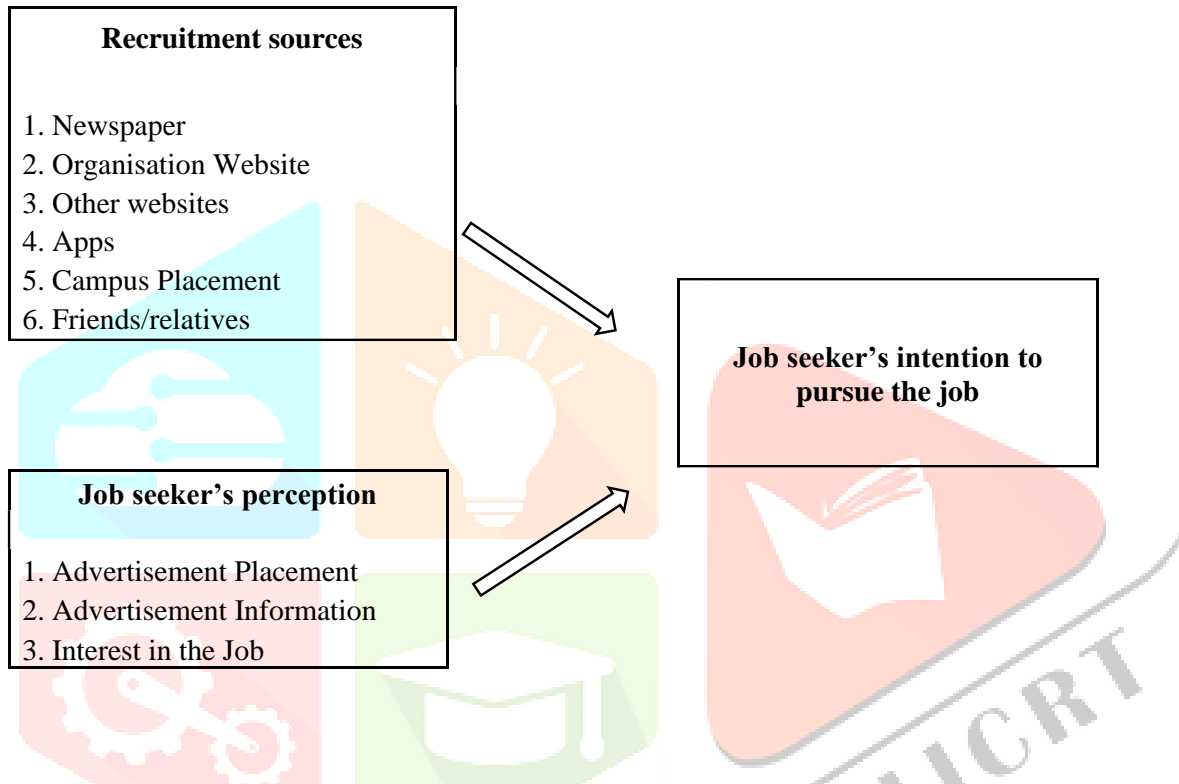 Recruitment sources
1. Newspaper
2. Organisation Website
3. Other websites
4. Apps
5. Campus Placement
6. Friends/relatives
Job seeker’s intention to
pursue the job
Job seeker’s perception
1. Advertisement Placement
2. Advertisement Information
3. Interest in the Job
IJCRT